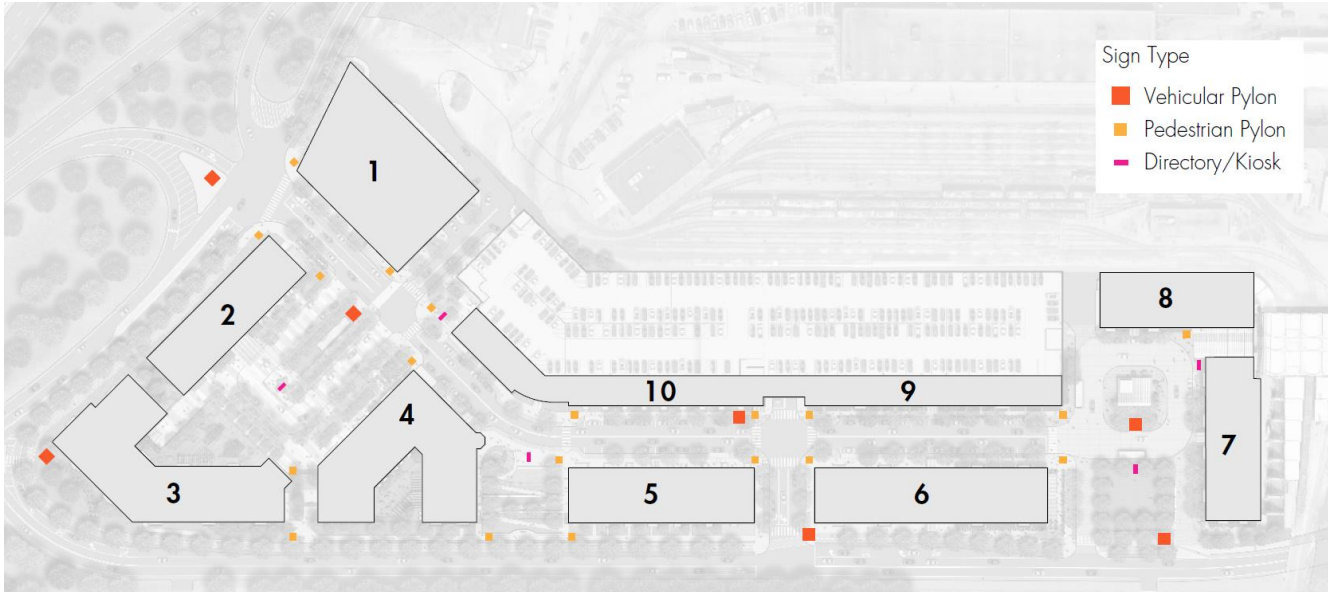 Sign Type
Vehicular Pylon
Pedestrian Pylon
Directory/Kiosk
1
2
8
10
9
4
7
3
5
6